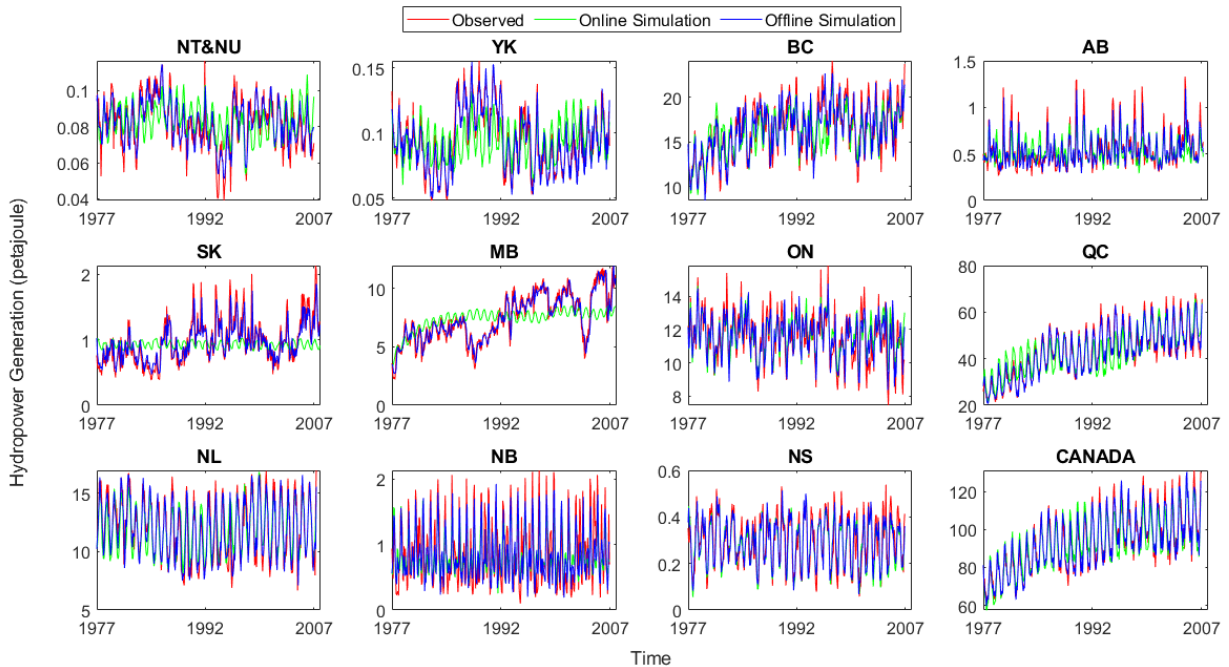 Observed Online Simulation Offline Simulation
NT&NU YK BC AB
0.1 0.15 20 1.5
0.08 0.1 15 1
0.06 0.05 10 0.5
0.04 0
1977 1992 2007 1977 1992 2007 1977 1992 2007 1977 1992 2007
Hydropower Generation (petajoule)
SK MB ON QC
2 10 14 80
1 5 12 60
0 0 10 40
8 20
1977 1992 2007 1977 1992 2007 1977 1992 2007 1977 1992 2007
NL NB NS CANADA
15 2 0.6 120
10 1 0.4 100
5 0 0.2 80
0 60
1977 1992 2007 1977 1992 2007 1977 1992 2007 1977 1992 2007
Time